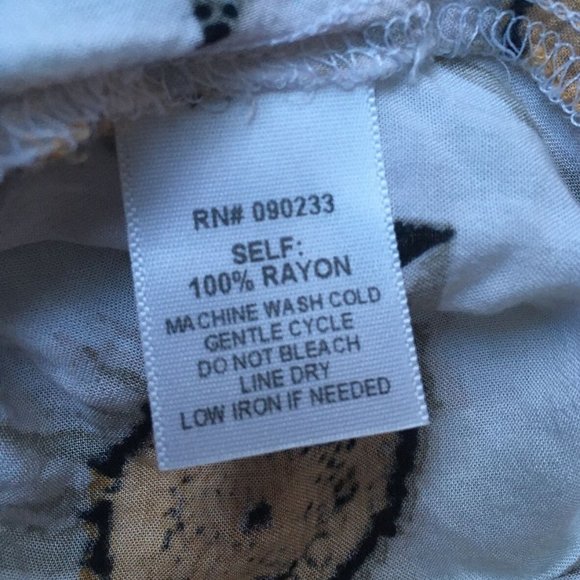 RN# 090233
SELF:
100% RAYON
MACHINE WASH COLD
GENTLE CYCLE
DO NOT BLEACH
LINE DRY
LOW IRON IF NEEDED